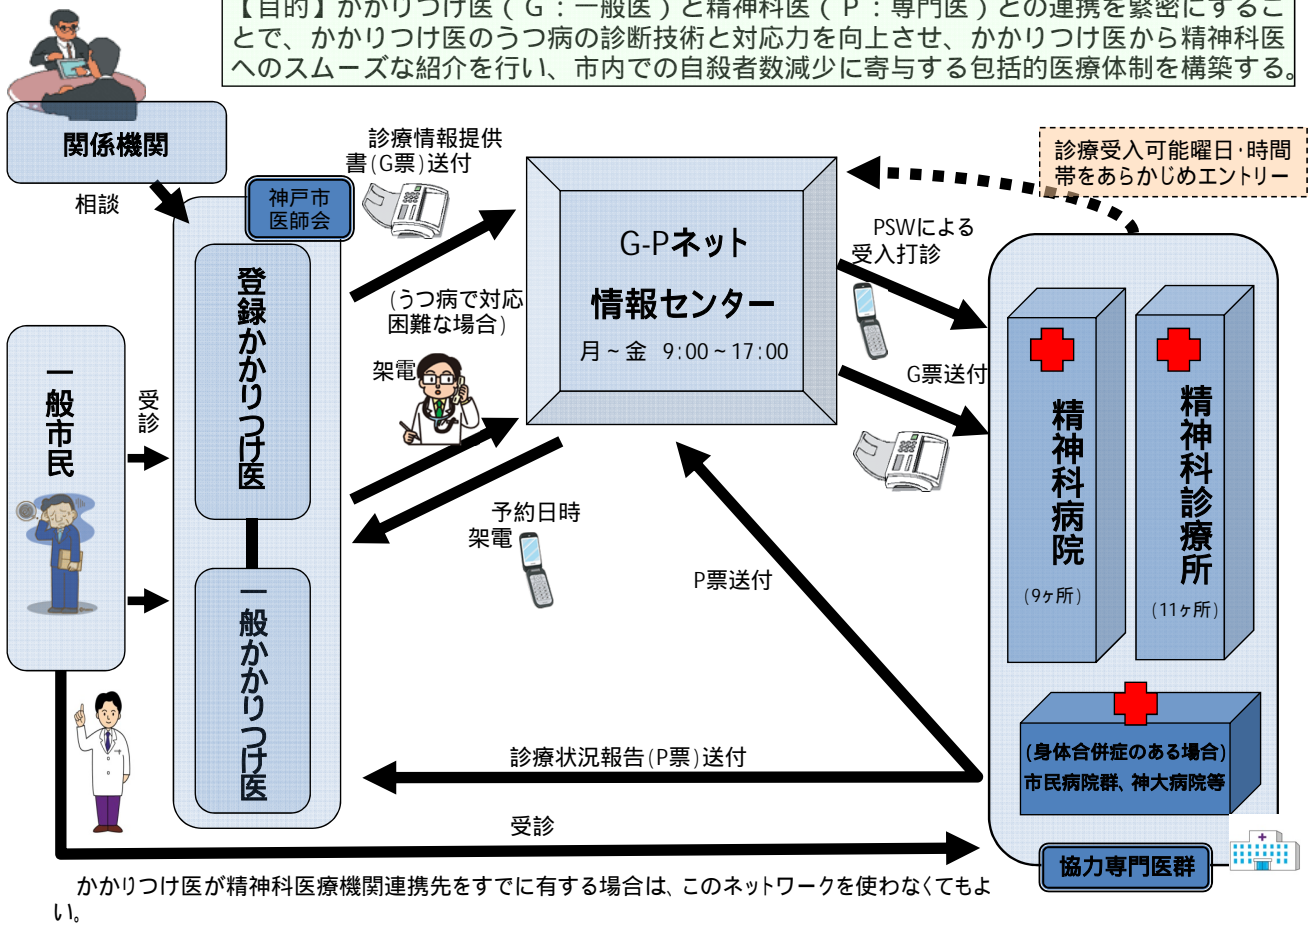 【目的】かかりつけ医（Ｇ：一般医）と精神科医（Ｐ：専門医）との連携を緊密にするこ
とで、かかりつけ医のうつ病の診断技術と対応力を向上させ、かかりつけ医から精神科医
へのスムーズな紹介を行い、市内での自殺者数減少に寄与する包括的医療体制を構築する。
関係機関
相談
神戸市
医師会
診療情報提供
書(G票)送付
診療受入可能曜日･時間
帯をあらかじめエントリー
G-Pネット
情報センター
月～金 9:00～17:00
PSWによる
受入打診
(うつ病で対応
困難な場合)
架電
G票送付
一般市民
受診
登録かかりつけ医
一般かかりつけ医
予約日時
架電
P票送付
精神科病院
(9ヶ所)
精神科診療所
(11ヶ所)
(身体合併症のある場合)
市民病院群、神大病院等
診療状況報告(P票)送付
受診
協力専門医群
かかりつけ医が精神科医療機関連携先をすでに有する場合は、このネットワークを使わなくてもよ
い。